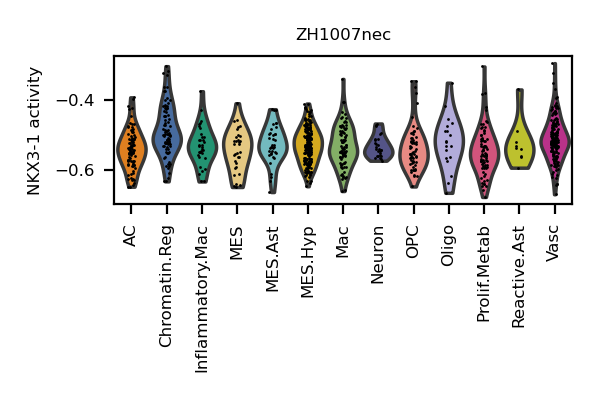 ZH1007nec
NKX3-1 activity
−0.4
−0.6
AC
Chromatin.Reg
Inflammatory.Mac
MES
MES.Ast
MES.Hyp
Mac
Neuron
OPC
Oligo
Prolif.Metab
Reactive.Ast
Vasc